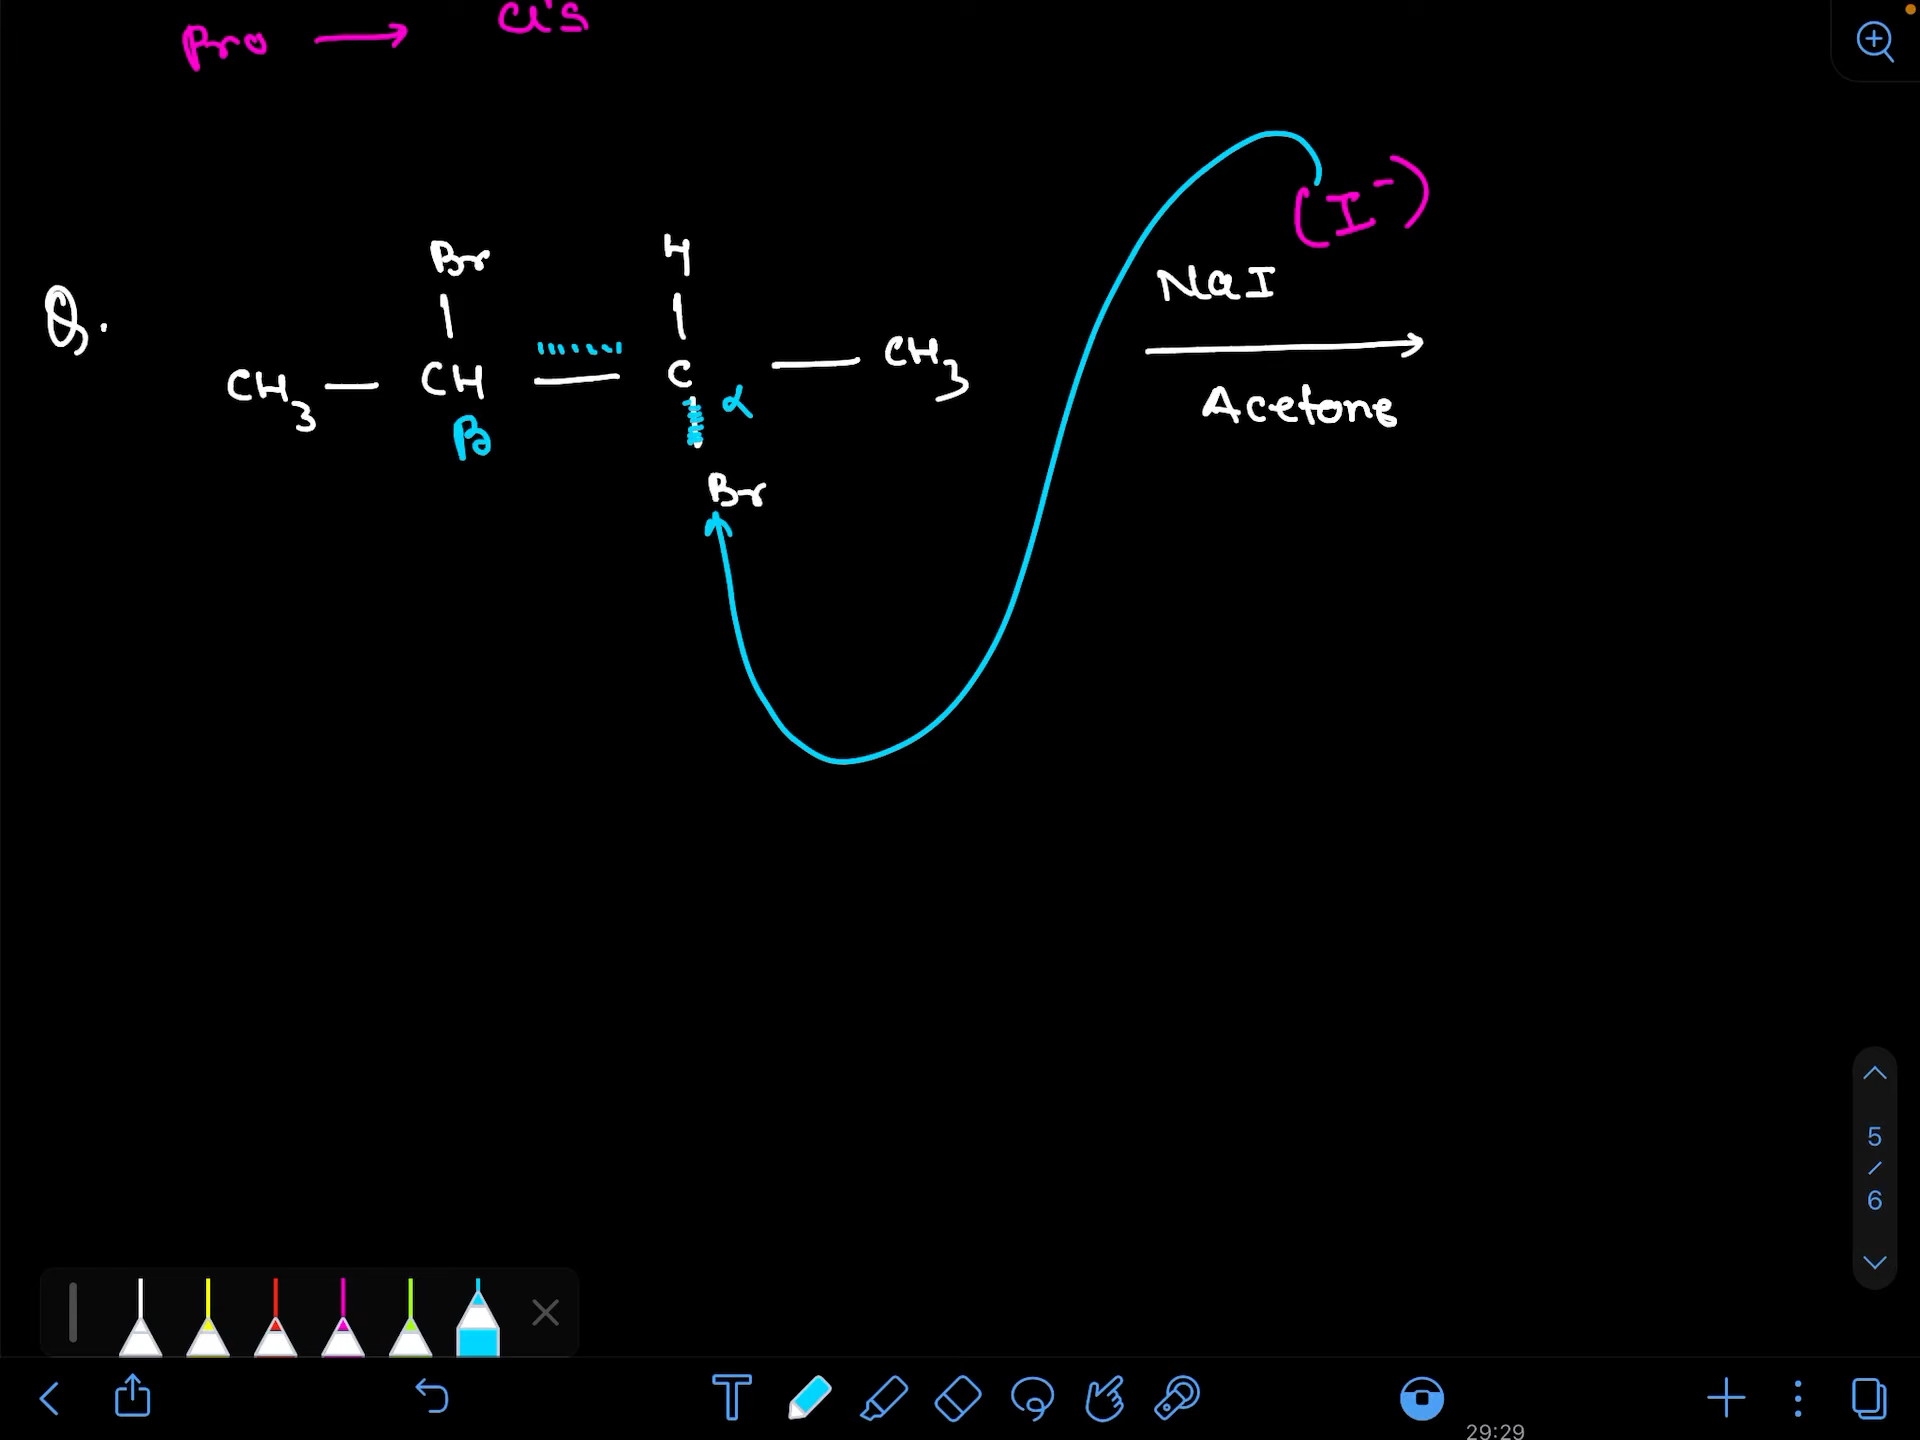 Pro → Cis
(I⁻)
Br H
Q. CH₃ — CH = C — CH₃ NaI →
β α Acetone
Br
5
/
6
T
29:29